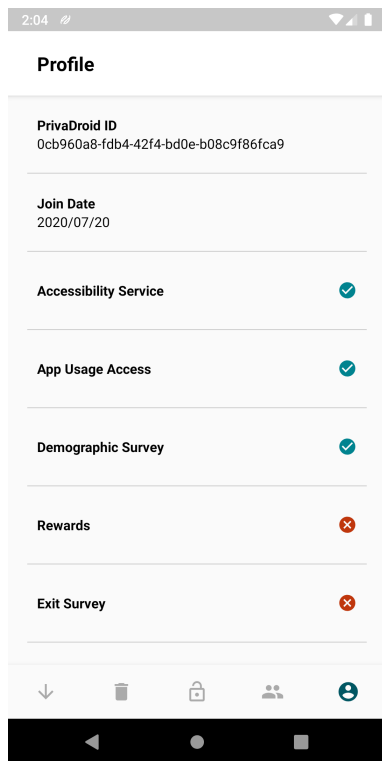 2:04
Profile
PrivaDroid ID
0cb960a8-fdb4-42f4-bd0e-b08c9f86fca9
Join Date
2020/07/20
Accessibility Service
App Usage Access
Demographic Survey
Rewards
Exit Survey